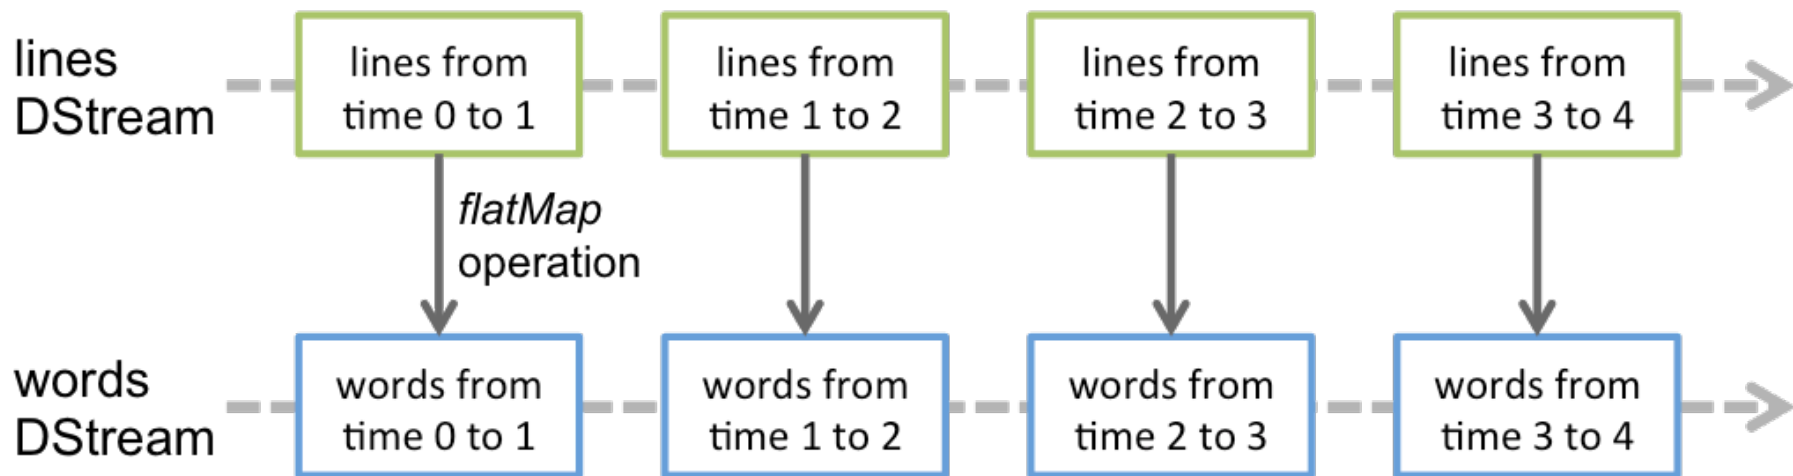 lines
DStream
lines from
time 0 to 1
lines from
time 1 to 2
lines from
time 2 to 3
lines from
time 3 to 4
flatMap
operation
words
DStream
words from
time 0 to 1
words from
time 1 to 2
words from
time 2 to 3
words from
time 3 to 4